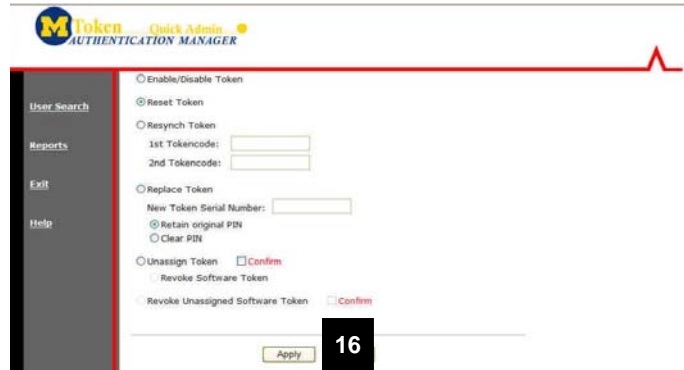 M Token Quick Admin
AUTHENTICATION MANAGER
Enable/Disable Token
User Search
Reset Token
Resynch Token
Reports
1st Tokencode:
2nd Tokencode:
Exit
Replace Token
New Token Serial Number:
Help
Retain original PIN
Clear PIN
Unassign Token Confirm
Revoke Software Token
Revoke Unassigned Software Token Confirm
Apply
16